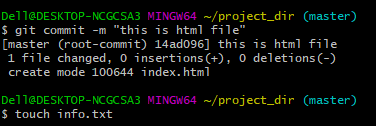 Dell@DESKTOP-NCGCSA3 MINGW64 ~/project_dir (master)
$ git commit -m "this is html file"
[master (root-commit) 14ad096] this is html file
 1 file changed, 0 insertions(+), 0 deletions(-)
 create mode 100644 index.html
Dell@DESKTOP-NCGCSA3 MINGW64 ~/project_dir (master)
$ touch info.txt